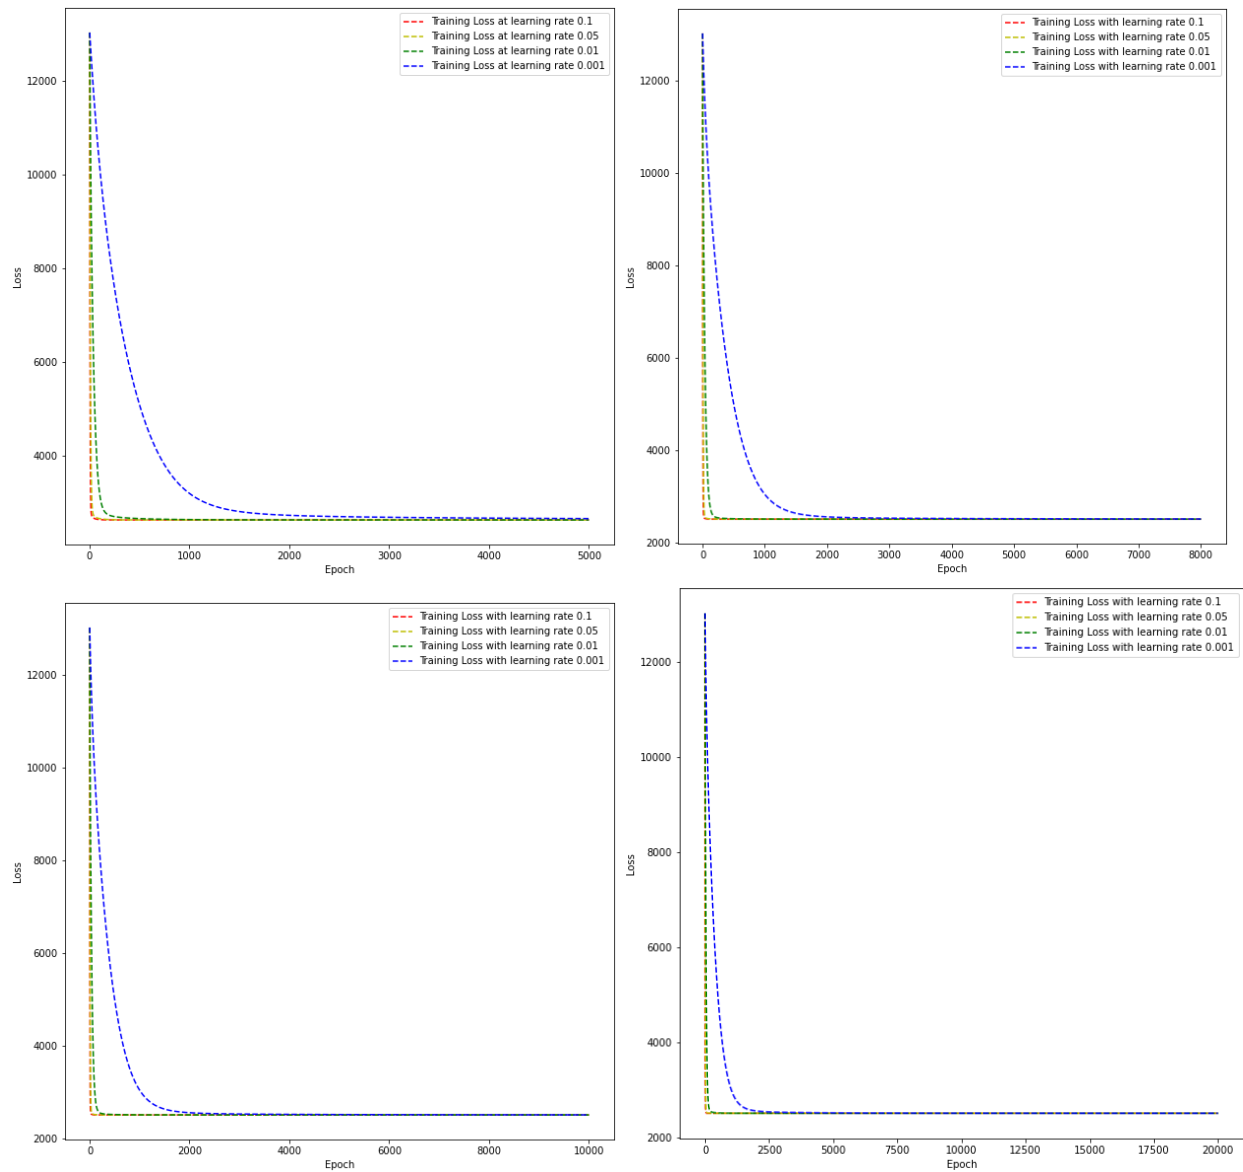 Training Loss at learning rate 0.1
Training Loss at learning rate 0.05
Training Loss at learning rate 0.01
Training Loss at learning rate 0.001
12000
10000
8000
6000
4000
Loss
0 1000 2000 3000 4000 5000
Epoch
Training Loss with learning rate 0.1
Training Loss with learning rate 0.05
Training Loss with learning rate 0.01
Training Loss with learning rate 0.001
12000
10000
8000
6000
4000
2000
Loss
0 1000 2000 3000 4000 5000 6000 7000 8000
Epoch
Training Loss with learning rate 0.1
Training Loss with learning rate 0.05
Training Loss with learning rate 0.01
Training Loss with learning rate 0.001
12000
10000
8000
6000
4000
2000
Loss
0 2000 4000 6000 8000 10000
Epoch
Training Loss with learning rate 0.1
Training Loss with learning rate 0.05
Training Loss with learning rate 0.01
Training Loss with learning rate 0.001
12000
10000
8000
6000
4000
2000
Loss
0 2500 5000 7500 10000 12500 15000 17500 20000
Epoch